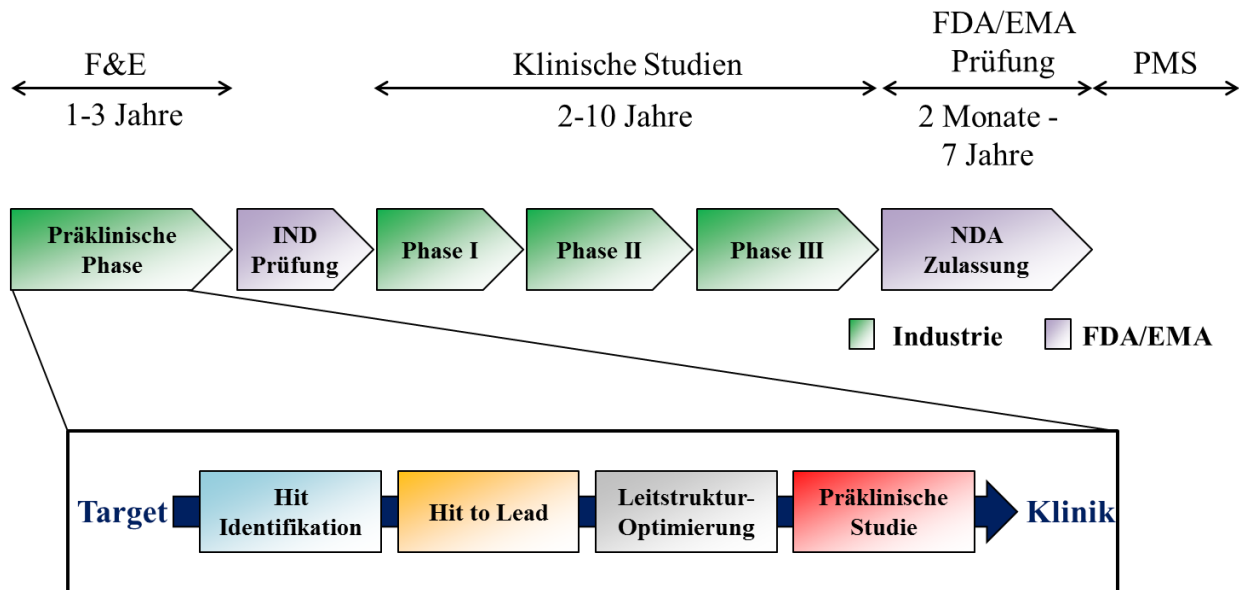 F&E
1-3 Jahre
Klinische Studien
2-10 Jahre
FDA/EMA
Prüfung
2 Monate -
7 Jahre
PMS
Präklinische
Phase
IND
Prüfung
Phase I
Phase II
Phase III
NDA
Zulassung
Industrie
FDA/EMA
Target
Hit
Identifikation
Hit to Lead
Leitstruktur-
Optimierung
Präklinische
Studie
Klinik